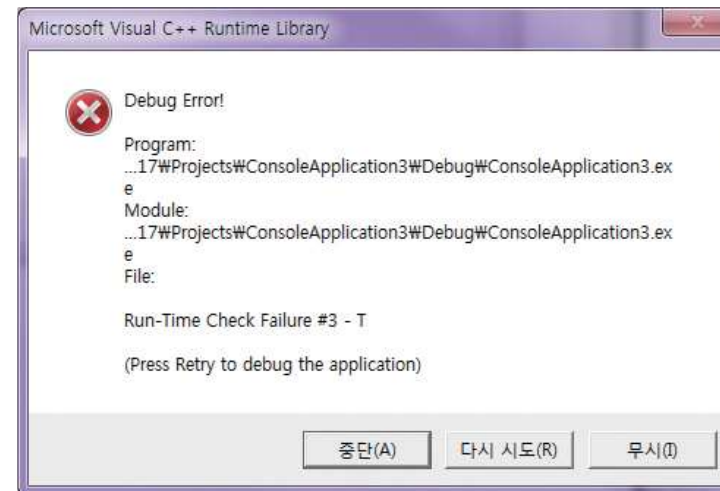 Microsoft Visual C++ Runtime Library
Debug Error!
Program:
...17₩Projects₩ConsoleApplication3₩Debug₩ConsoleApplication3.ex
e
Module:
...17₩Projects₩ConsoleApplication3₩Debug₩ConsoleApplication3.ex
e
File:
Run-Time Check Failure #3 - T
(Press Retry to debug the application)
중단(A) 다시 시도(R) 무시(I)